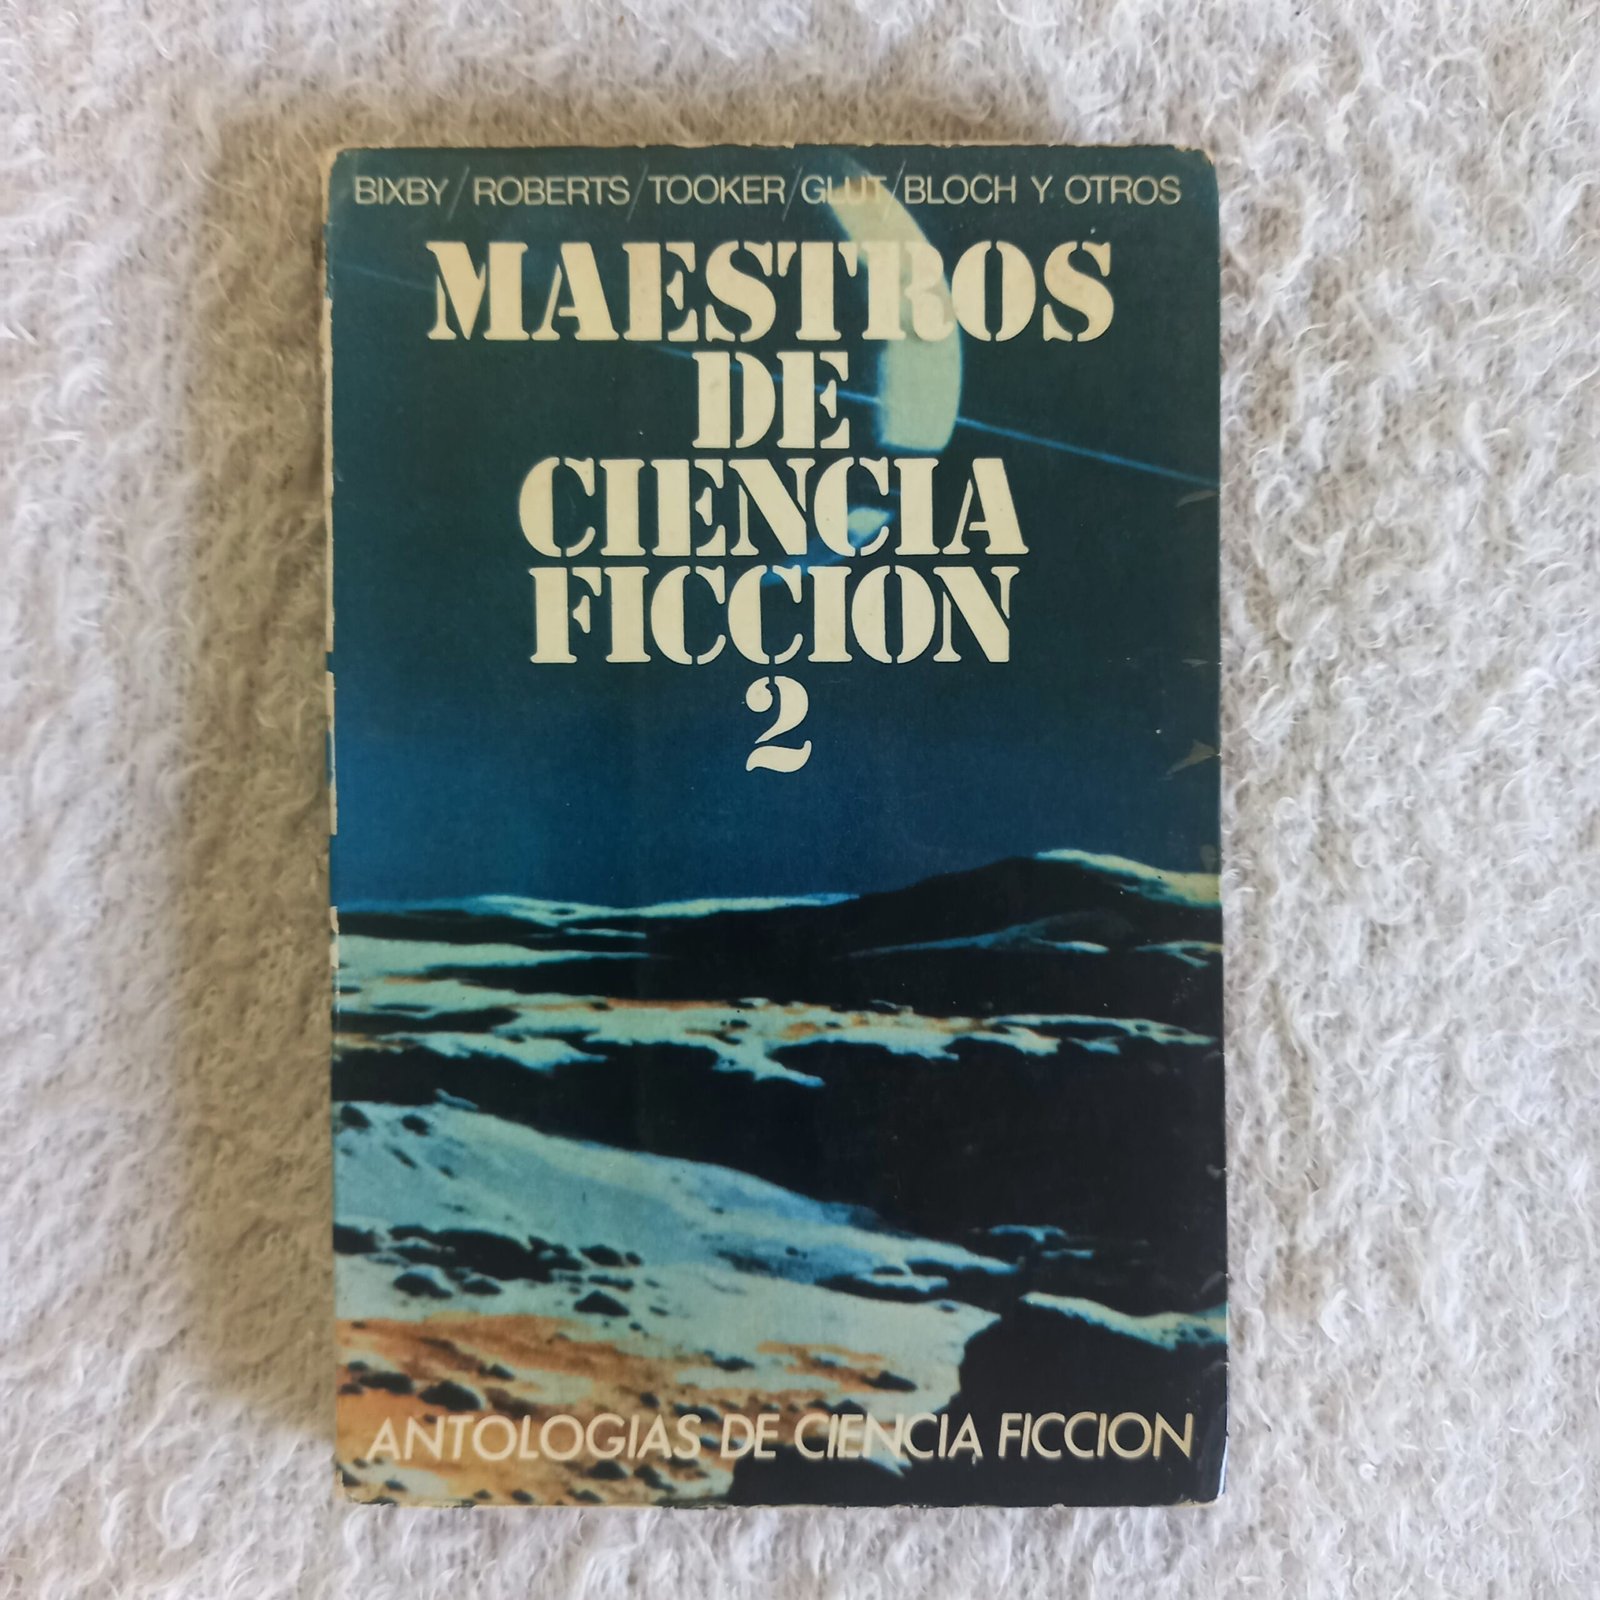 BIXBY/ROBERTS/TOOKER/GLUT/BLOCH Y OTROS
MAESTROS
DE
CIENCIA
FICCION
2
ANTOLOGIAS DE CIENCIA FICCION